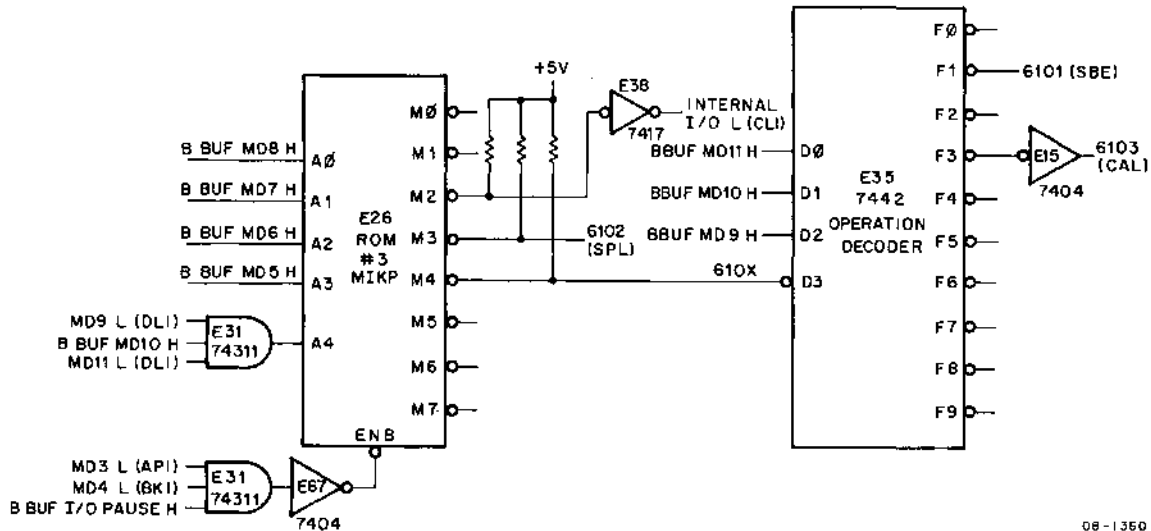 +5V
E38
7417
INTERNAL
I/O L (CLI)
B BUF MD8 H
B BUF MD7 H
B BUF MD6 H
B BUF MD5 H
A0
A1
A2
A3
A4
E26
ROM
#3
MIKP
ENB
MØ
M1
M2
M3
M4
M5
M6
M7
6102
(SPL)
610X
MD9 L (DLI)
B BUF MD10 H
MD11 L (DLI)
E31
74311
MD3 L (API)
MD4 L (BKI)
B BUF I/O PAUSE H
E31
74311
E67
7404
BBUF MD11 H
BBUF MD10 H
BBUF MD9 H
DØ
D1
D2
D3
E35
7442
OPERATION
DECODER
FØ
F1
F2
F3
F4
F5
F6
F7
F8
F9
6101 (SBE)
E15
7404
6103
(CAL)
08-1350